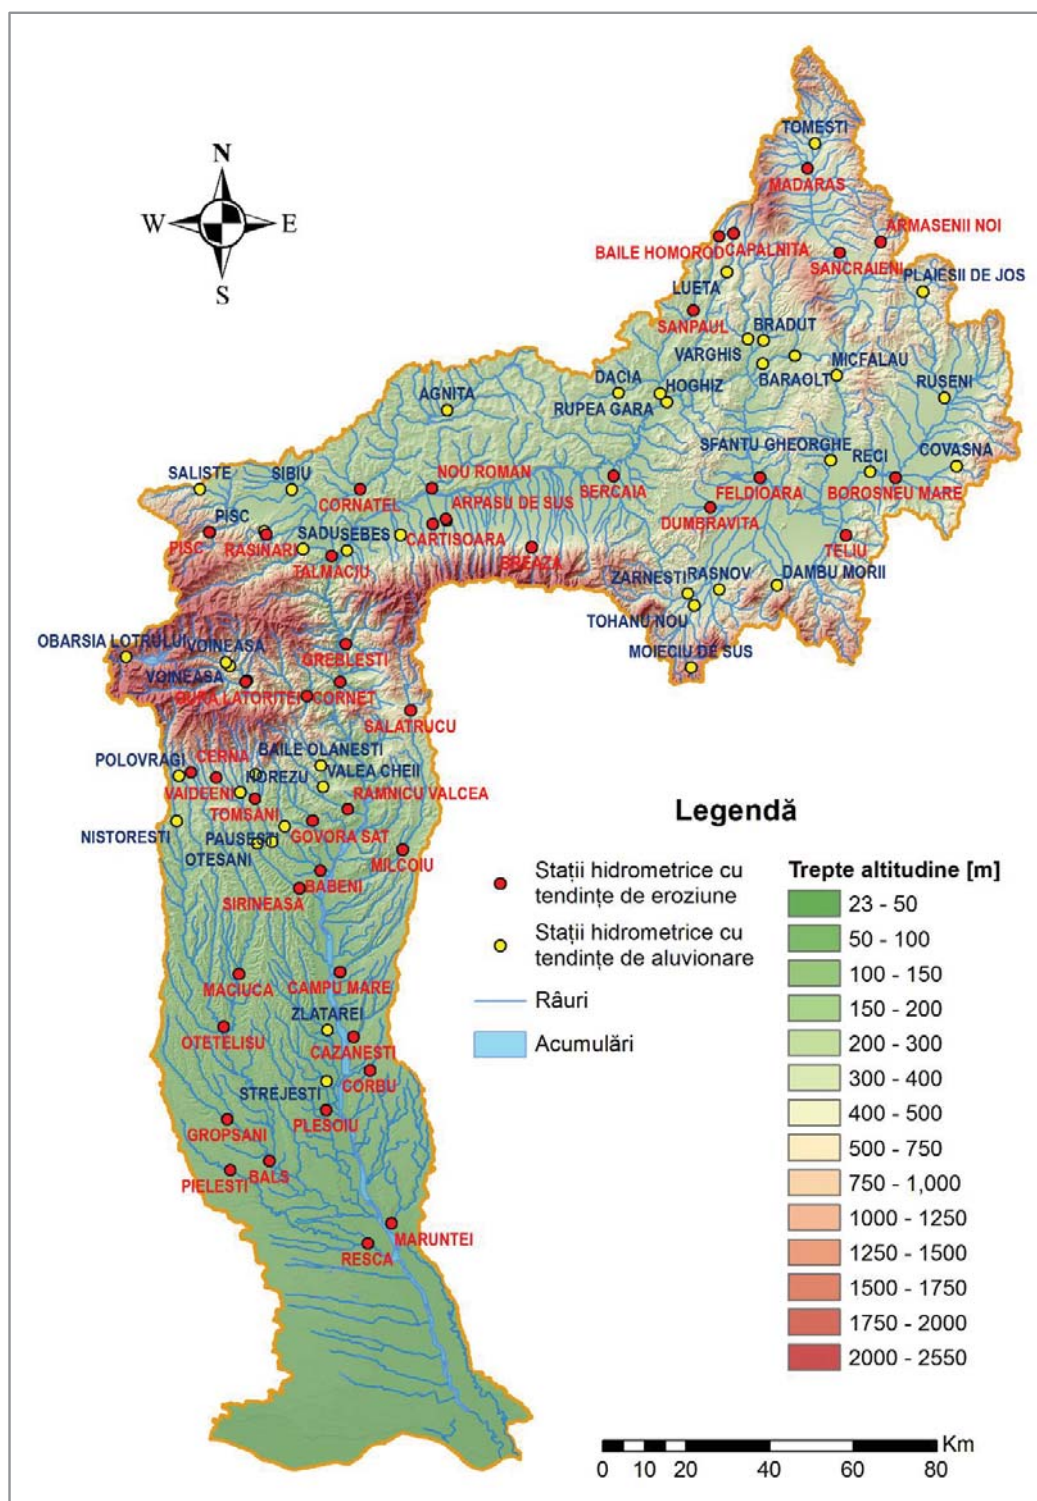 N
W
E
S
TOMEȘTI
MADARAS
ARMASENII NOI
BAILE HOMOROD
CAPALNITA
SANCRAIENI
PLAIESII DE JOS
LUETA
SANPAUL
BRADUT
VARGHIS
MICFALAU
BARAOLT
DACIA
HOGHIZ
RUSENI
AGNITA
RUPEA GARA
SFANTU GHEORGHE
RECI
COVASNA
SALISTE
SIBIU
NOU ROMAN
SERCAIA
FELDIOARA
BOROSNEU MARE
CORNATEL
ARPASU DE SUS
PISC
DUMBRAVITA
PISC
RASINARI
SADU
SEBES
CARTISOARA
TELIU
TALMACIU
BREAZA
ZARNESTI
RASNOV
DAMBU MORII
TOHANU NOU
OBARSIA LOTRULUI
VOINEASA
GREBLESTI
MOIECIU DE SUS
VOINEASA
GURA LATORITEI
CORNET
SALATRUCU
POLOVRAGI
CERNA
BAILE OLANESTI
VAIDEENI
HOREZU
VALEA CHEII
TOMSANI
RAMNICU VALCEA
NISTORESTI
PAUSESTI
GOVORA SAT
OTESANI
MILCOIU
BABENI
SIRINEASA
MACIUCA
CAMPU MARE
ZLATAREI
OTETELISU
CAZANESTI
CORBU
STREJESTI
PLESOIU
GROPSANI
BALS
PIELESTI
MARUNTEI
RESCA
Legendă
Stații hidrometrice cu
tendințe de eroziune
Stații hidrometrice cu
tendințe de aluvionare
Râuri
Acumulări
Trepte altitudine [m]
23 - 50
50 - 100
100 - 150
150 - 200
200 - 300
300 - 400
400 - 500
500 - 750
750 - 1,000
1000 - 1250
1250 - 1500
1500 - 1750
1750 - 2000
2000 - 2550
Km
0 10 20 40 60 80